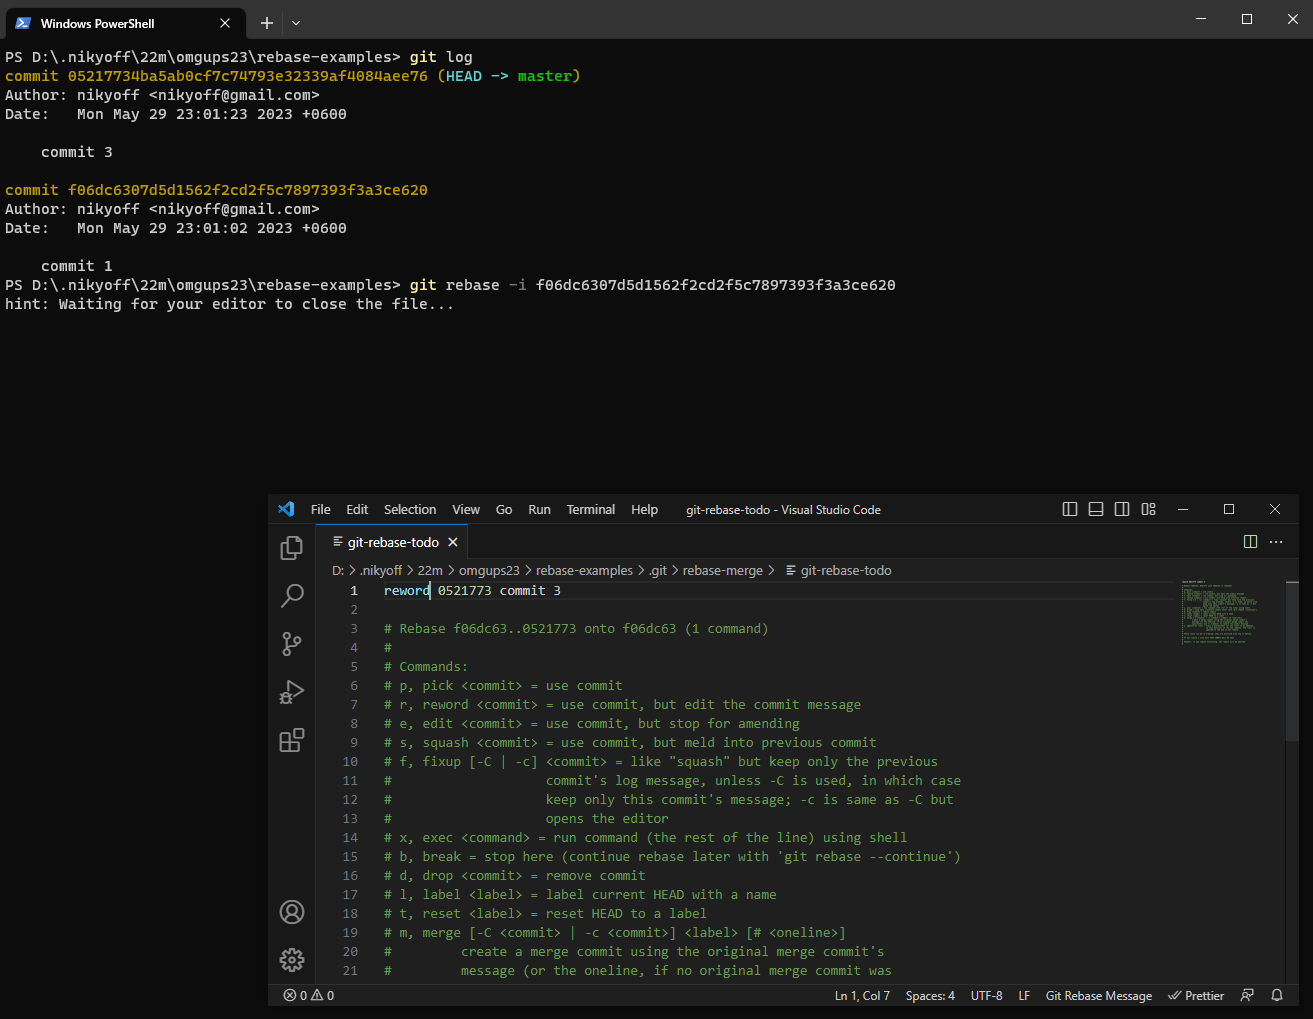 Windows PowerShell
PS D:\.nikyoff\22m\omgups23\rebase-examples> git log
commit 05217734ba5ab0cf7c74793e32339af4084aee76 (HEAD -> master)
Author: nikyoff <nikyoff@gmail.com>
Date:   Mon May 29 23:01:23 2023 +0600
commit 3
commit f06dc6307d5d1562f2cd2f5c7897393f3a3ce620
Author: nikyoff <nikyoff@gmail.com>
Date:   Mon May 29 23:01:02 2023 +0600
commit 1
PS D:\.nikyoff\22m\omgups23\rebase-examples> git rebase -i f06dc6307d5d1562f2cd2f5c7897393f3a3ce620
hint: Waiting for your editor to close the file...
File Edit Selection View Go Run Terminal Help git-rebase-todo - Visual Studio Code
git-rebase-todo
D: > .nikyoff > 22m > omgups23 > rebase-examples > .git > rebase-merge > git-rebase-todo
1 reword 0521773 commit 3
2
3 # Rebase f06dc63..0521773 onto f06dc63 (1 command)
4 #
5 # Commands:
6 # p, pick <commit> = use commit
7 # r, reword <commit> = use commit, but edit the commit message
8 # e, edit <commit> = use commit, but stop for amending
9 # s, squash <commit> = use commit, but meld into previous commit
10 # f, fixup [-C | -c] <commit> = like "squash" but keep only the previous
11 #                    commit's log message, unless -C is used, in which case
12 #                    keep only this commit's message; -c is same as -C but
13 #                    opens the editor
14 # x, exec <command> = run command (the rest of the line) using shell
15 # b, break = stop here (continue rebase later with 'git rebase --continue')
16 # d, drop <commit> = remove commit
17 # l, label <label> = label current HEAD with a name
18 # t, reset <label> = reset HEAD to a label
19 # m, merge [-C <commit> | -c <commit>] <label> [# <oneline>]
20 #         create a merge commit using the original merge commit's
21 #         message (or the oneline, if no original merge commit was
0 0 Ln 1, Col 7 Spaces: 4 UTF-8 LF Git Rebase Message Prettier